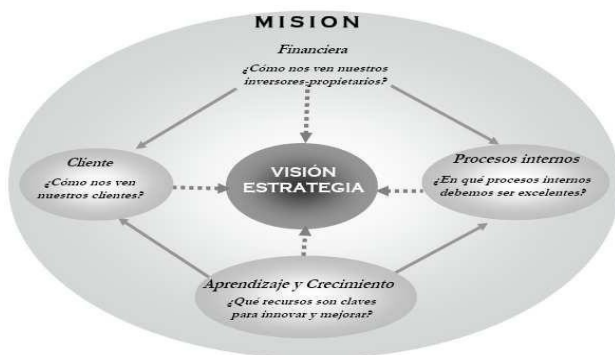 MISION
Financiera
¿Cómo nos ven nuestros
inversores-propietarios?
Cliente
¿Cómo nos ven
nuestros clientes?
VISIÓN
ESTRATEGIA
Procesos internos
¿En qué procesos internos
debemos ser excelentes?
Aprendizaje y Crecimiento
¿Qué recursos son claves
para innovar y mejorar?